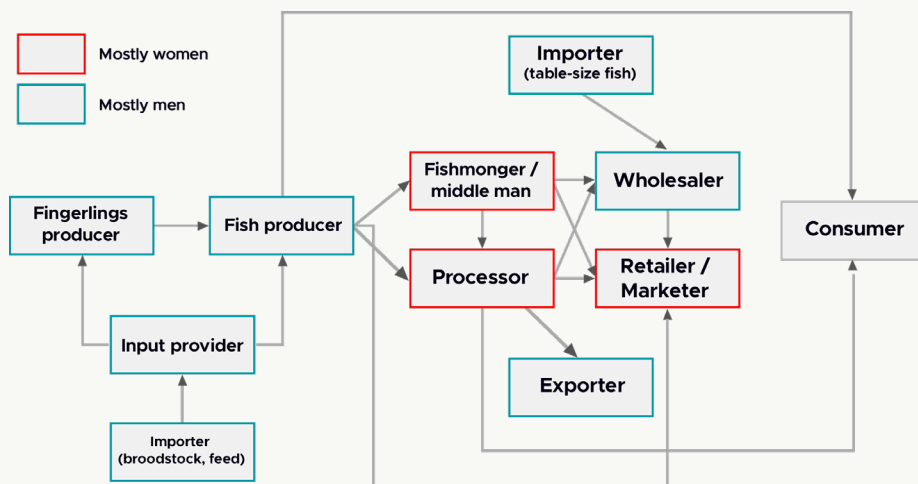 Mostly women
Mostly men
Importer
(table-size fish)
Fishmonger /
middle man
Wholesaler
Fingerlings
producer
Fish producer
Consumer
Processor
Retailer /
Marketer
Input provider
Exporter
Importer
(broodstock, feed)